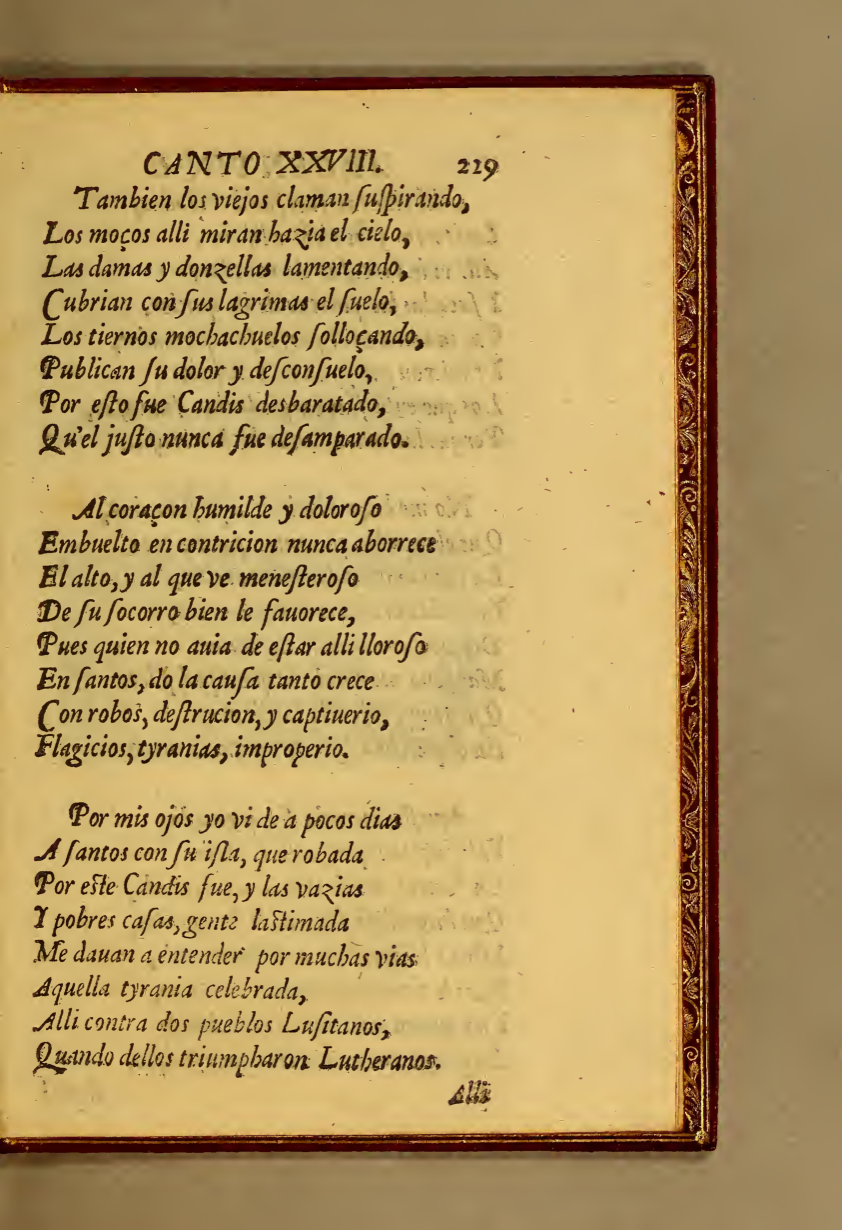 CANTO XXVIII. 229
Tambien los viejos claman ſuſpirando,
Los moços alli miran hazia el cielo,
Las damas y donzellas lamentando,
Cubrian con ſus lagrimas el ſuelo,
Los tiernos mochachuelos ſolloçando,
Publican ſu dolor y deſconſuelo,
Por eſto fue Candis desbaratado,
Qu'el juſto nunca fue deſamparado.
Al coraçon humilde y doloroſo
Embuelto en contricion nunca aborrece
El alto, y al que ve meneſteroſo
De ſu ſocorro bien le fauorece,
Pues quien no auia de eſtar alli lloroſo
En ſantos, do la cauſa tanto crece
Con robos, deſtrucion, y captiuerio,
Flagicios, tyranias, improperio.
Por mis ojos yo vi de a pocos dias
A ſantos con ſu iſla, que robada
Por eſte Candis fue, y las vazias
Y pobres caſas, gente laſtimada
Me dauan a entender por muchas vias
Aquella tyrania celebrada,
Alli contra dos pueblos Luſitanos,
Quando dellos triumpharon Lutheranos.
Alli